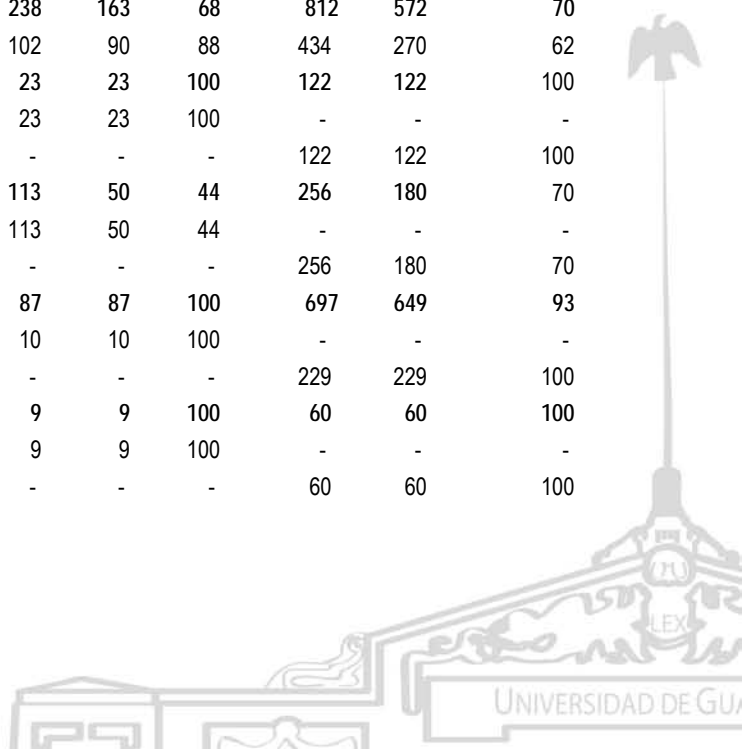 238 163 68 812 572 70
102 90 88 434 270 62
23 23 100 122 122 100
23 23 100 - - -
- - - 122 122 100
113 50 44 256 180 70
113 50 44 - - -
- - - 256 180 70
87 87 100 697 649 93
10 10 100 - - -
- - - 229 229 100
9 9 100 60 60 100
9 9 100 - - -
- - - 60 60 100
LEX
UNIVERSIDAD DE